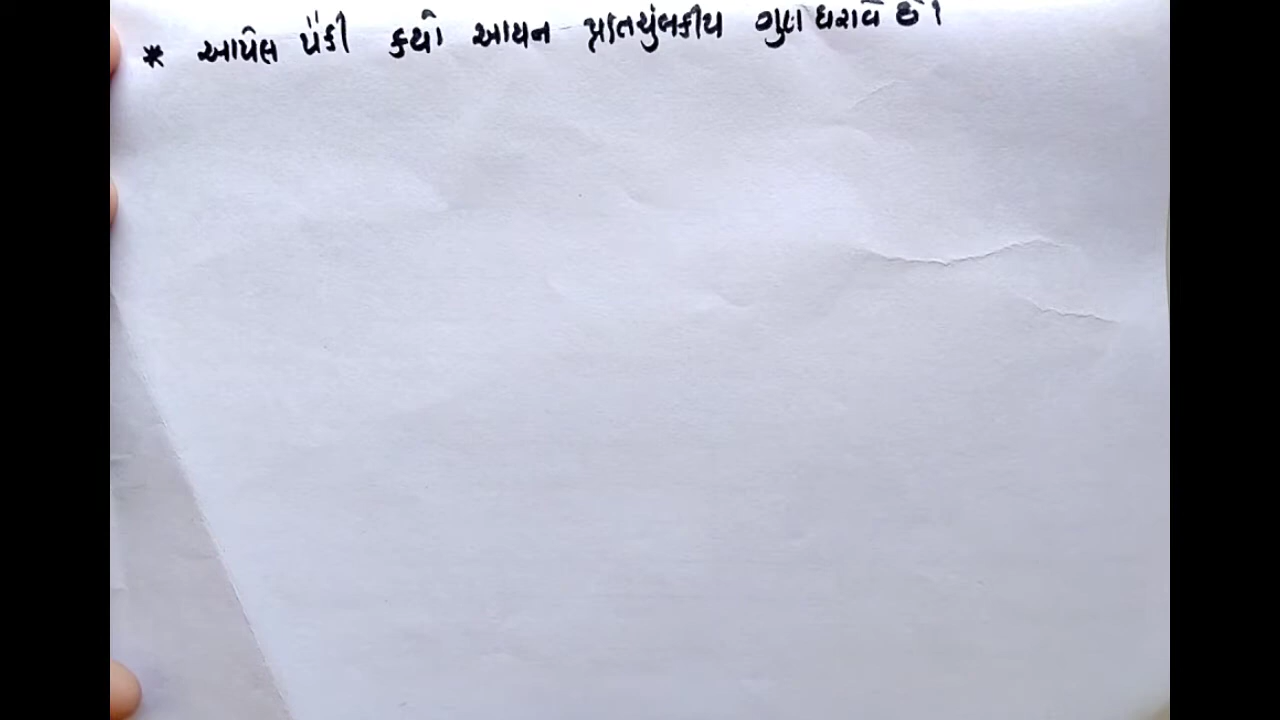 * આપેલ પૈકી કયો આયન પ્રતિચુંબકીય ગુણ ધરાવે છે ?